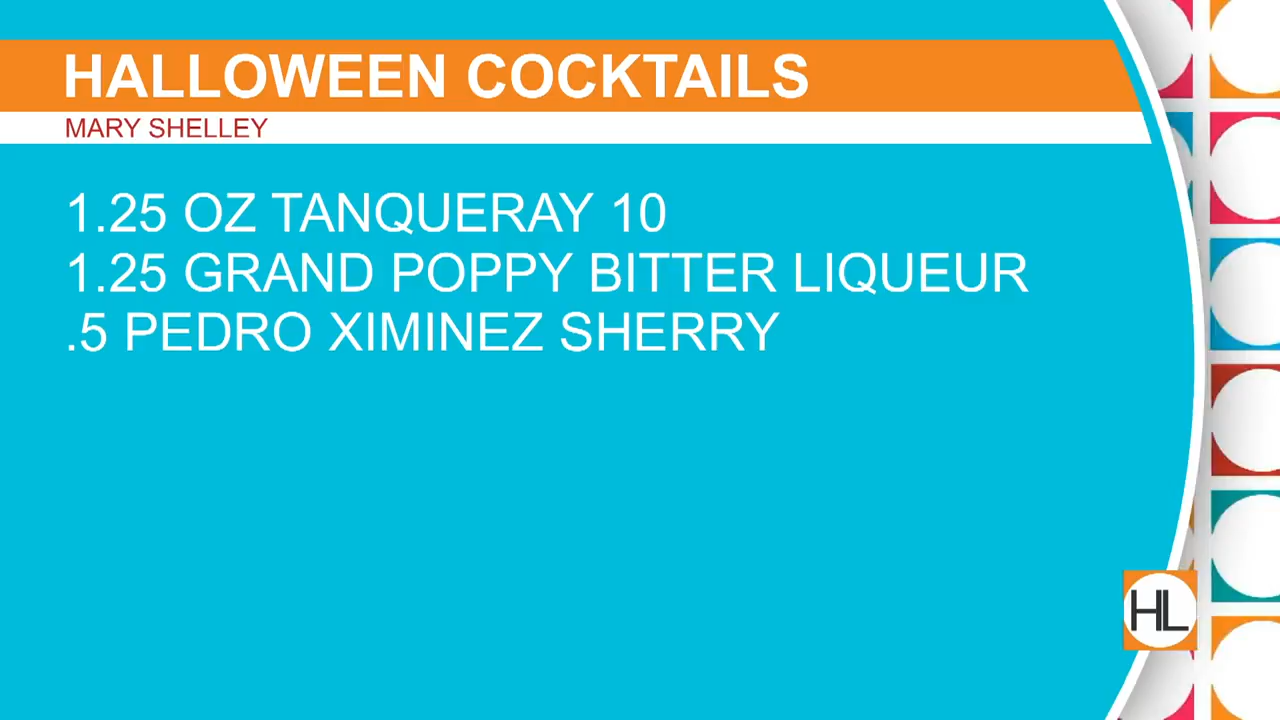 HALLOWEEN COCKTAILS
MARY SHELLEY
1.25 OZ TANQUERAY 10
1.25 GRAND POPPY BITTER LIQUEUR
.5 PEDRO XIMINEZ SHERRY
HL